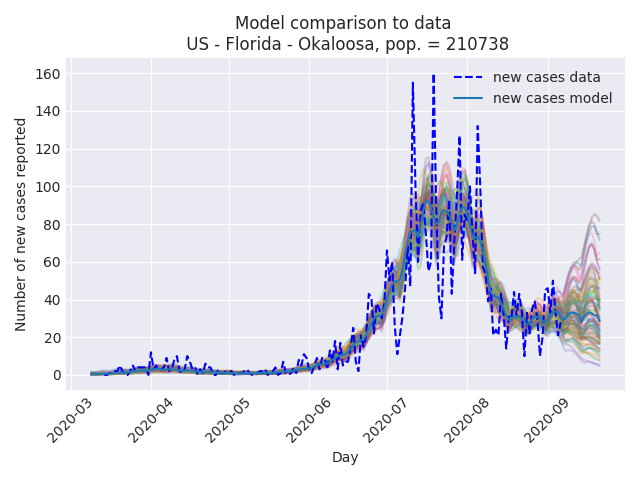 Model comparison to data
US - Florida - Okaloosa, pop. = 210738
new cases data
new cases model
Number of new cases reported
160
140
120
100
80
60
40
20
0
2020-03
2020-04
2020-05
2020-06
2020-07
2020-08
2020-09
Day